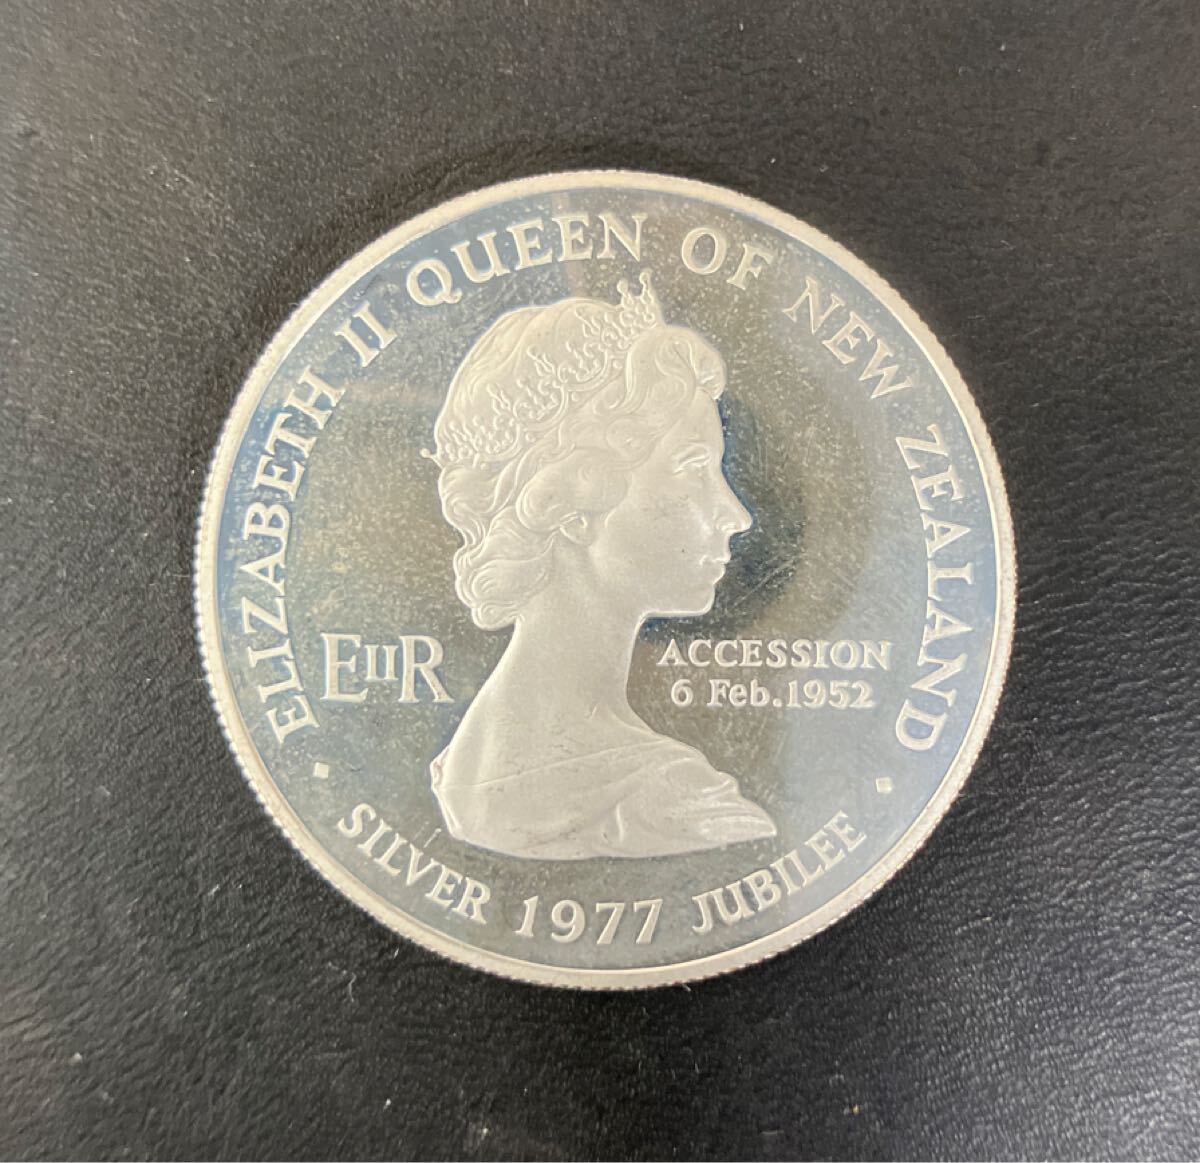 ELIZABETH II QUEEN OF NEW ZEALAND
EIIR
ACCESSION
6 Feb.1952
· SILVER 1977 JUBILEE ·